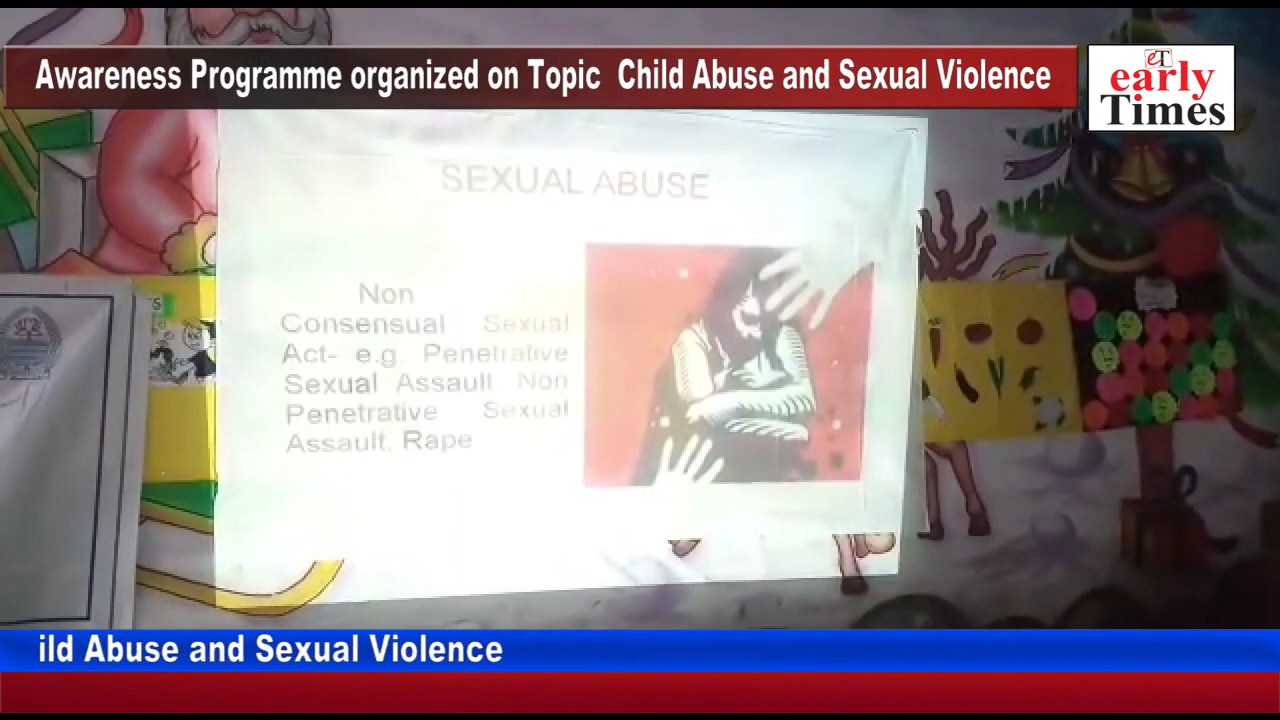 Awareness Programme organized on Topic Child Abuse and Sexual Violence
eT
early
Times
SEXUAL ABUSE
Non
Consensual Sexual
Act- e.g. Penetrative
Sexual Assault Non
Penetrative Sexual
Assault. Rape
ild Abuse and Sexual Violence